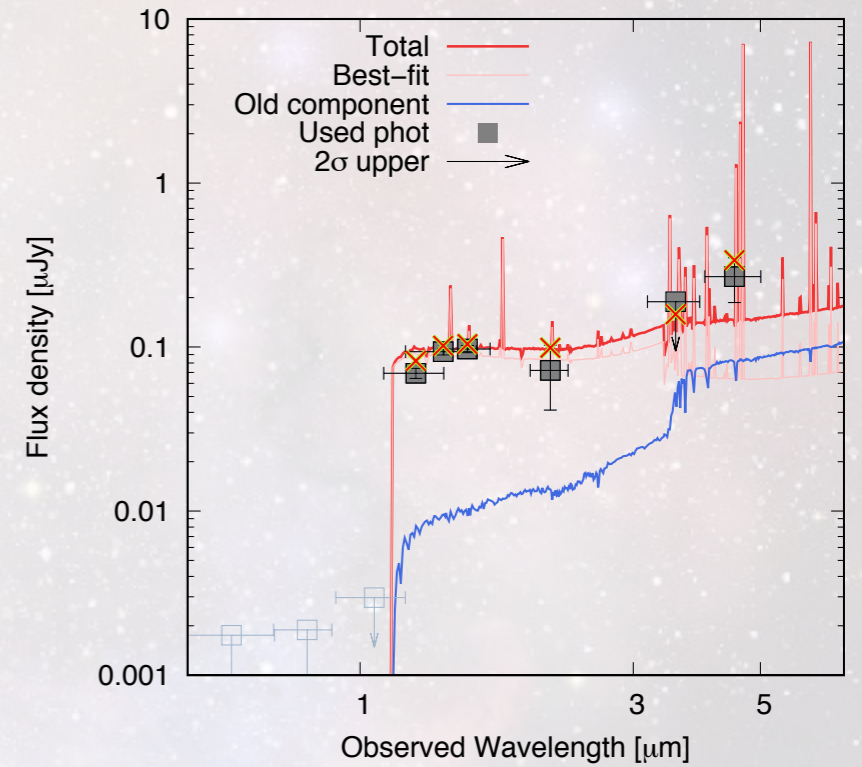 10
1
0.1
0.01
0.001
Flux density [μJy]
Total
Best−fit
Old component
Used phot
2σ upper
1
3
5
Observed Wavelength [μm]